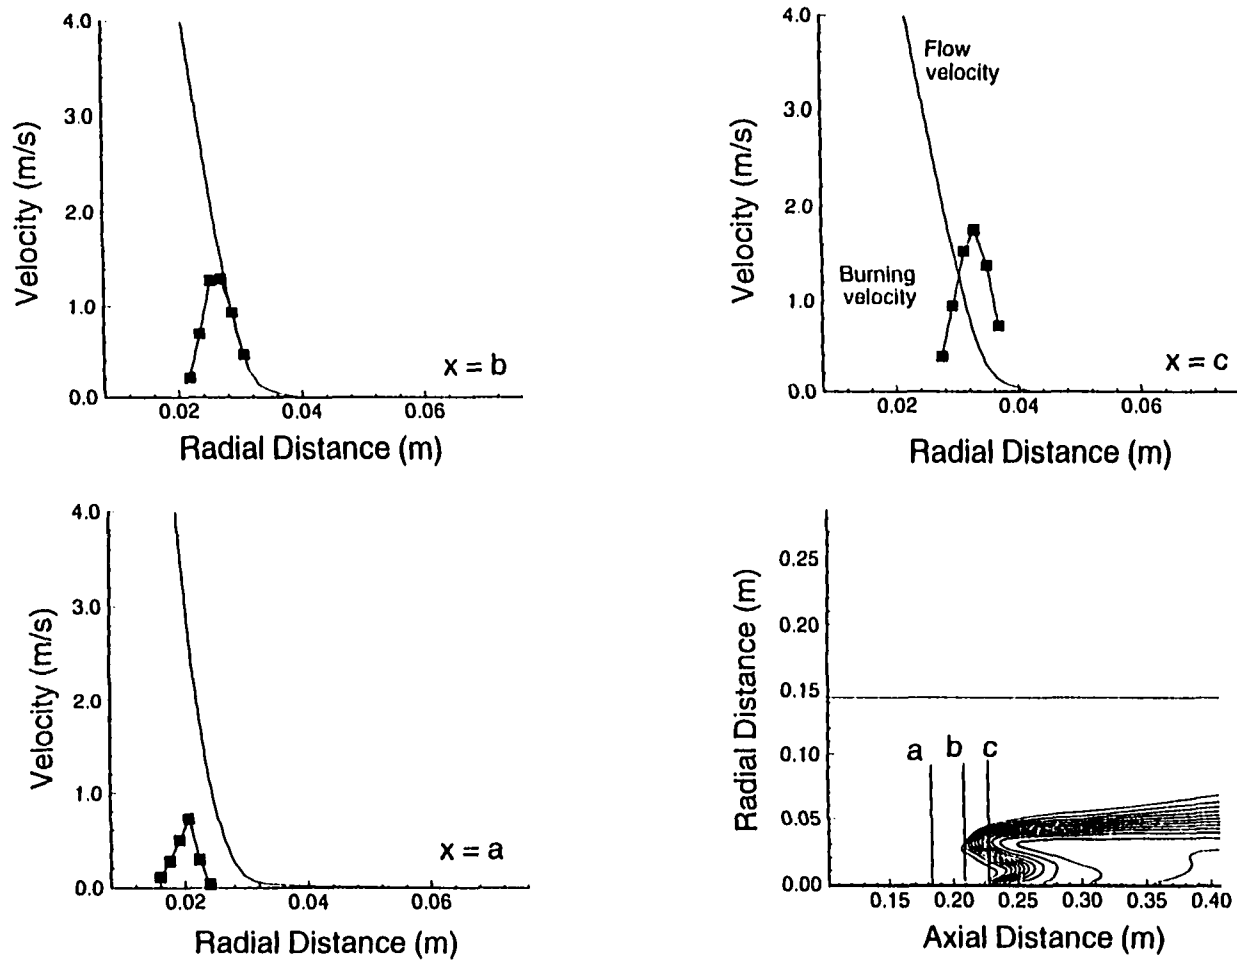 4.0
3.0
2.0
1.0
0.0
Velocity (m/s)
x = b
0.02
0.04
0.06
Radial Distance (m)
4.0
3.0
2.0
1.0
0.0
Velocity (m/s)
Flow
velocity
Burning
velocity
x = c
0.02
0.04
0.06
Radial Distance (m)
4.0
3.0
2.0
1.0
0.0
Velocity (m/s)
x = a
0.02
0.04
0.06
Radial Distance (m)
0.25
0.20
0.15
0.10
0.05
0.00
Radial Distance (m)
a
b
c
0.15
0.20
0.25
0.30
0.35
0.40
Axial Distance (m)